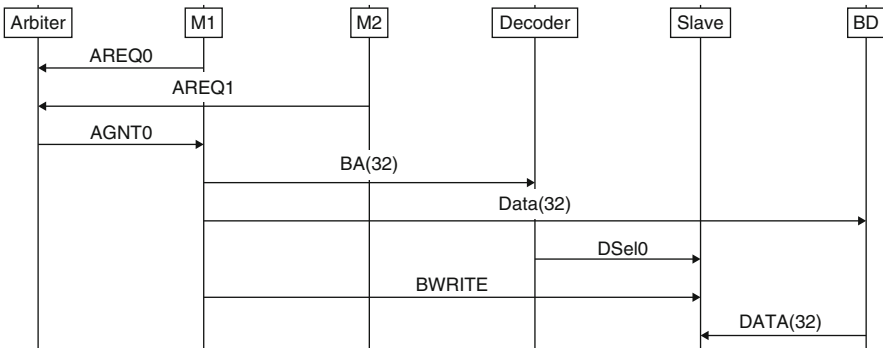 Arbiter M1 M2 Decoder Slave BD
AREQ0
AREQ1
AGNT0
BA(32)
Data(32)
DSel0
BWRITE
DATA(32)